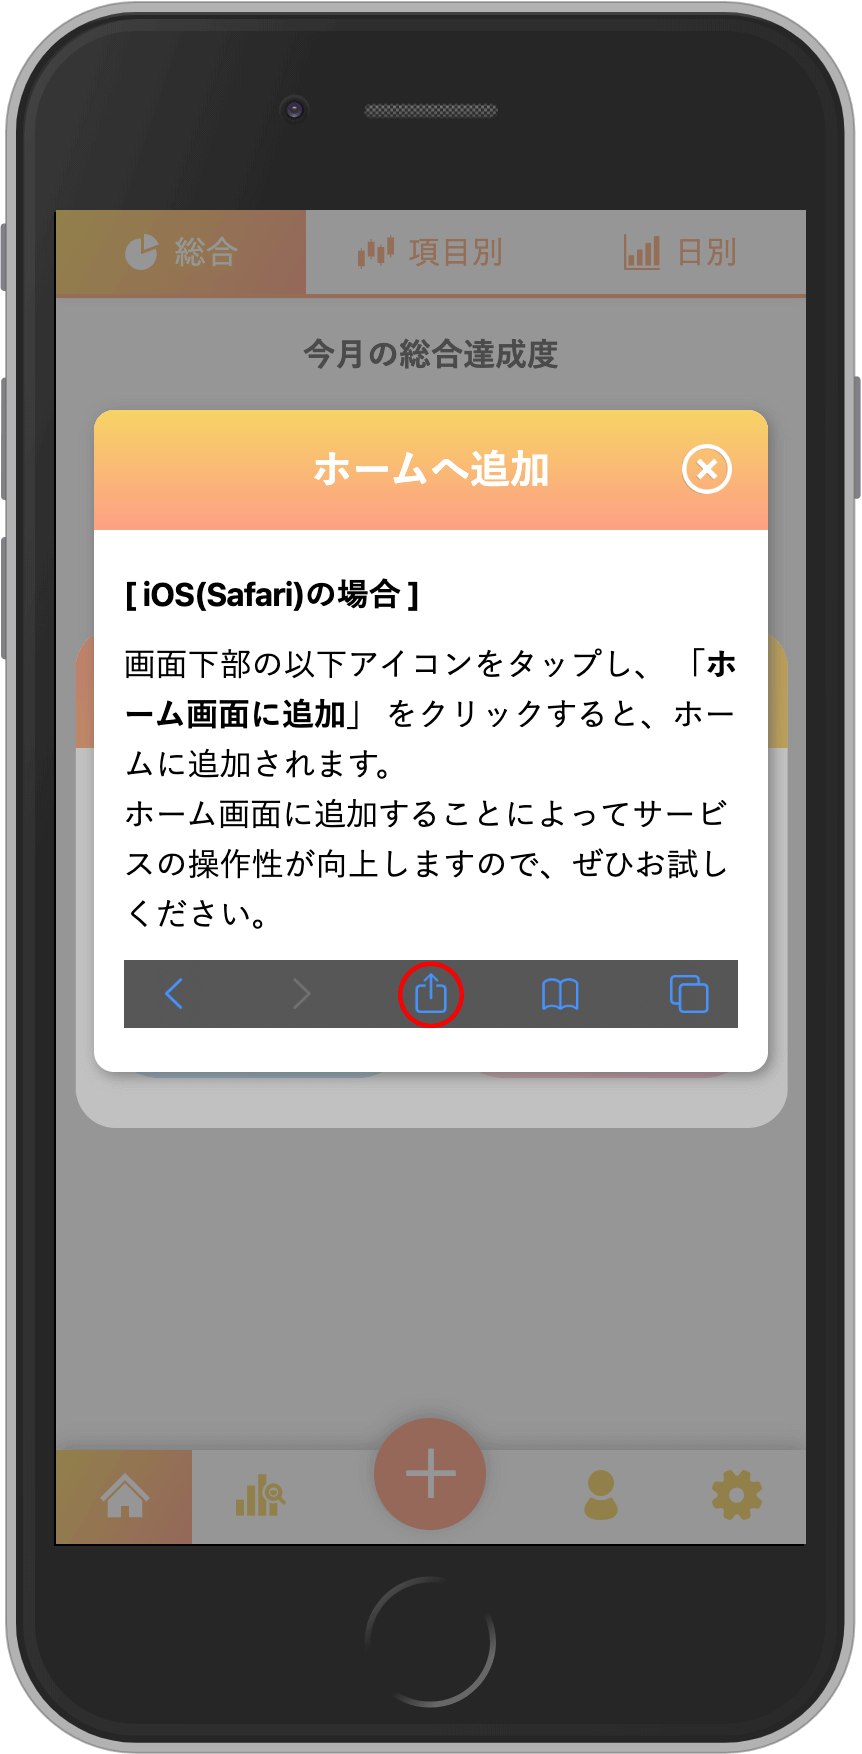 総合 項目別 日別
今月の総合達成度
ホームへ追加
[ iOS(Safari)の場合 ]
画面下部の以下アイコンをタップし、 「ホ
ーム画面に追加」 をクリックすると、ホー
ムに追加されます。
ホーム画面に追加することによってサービ
スの操作性が向上しますので、ぜひお試し
ください。